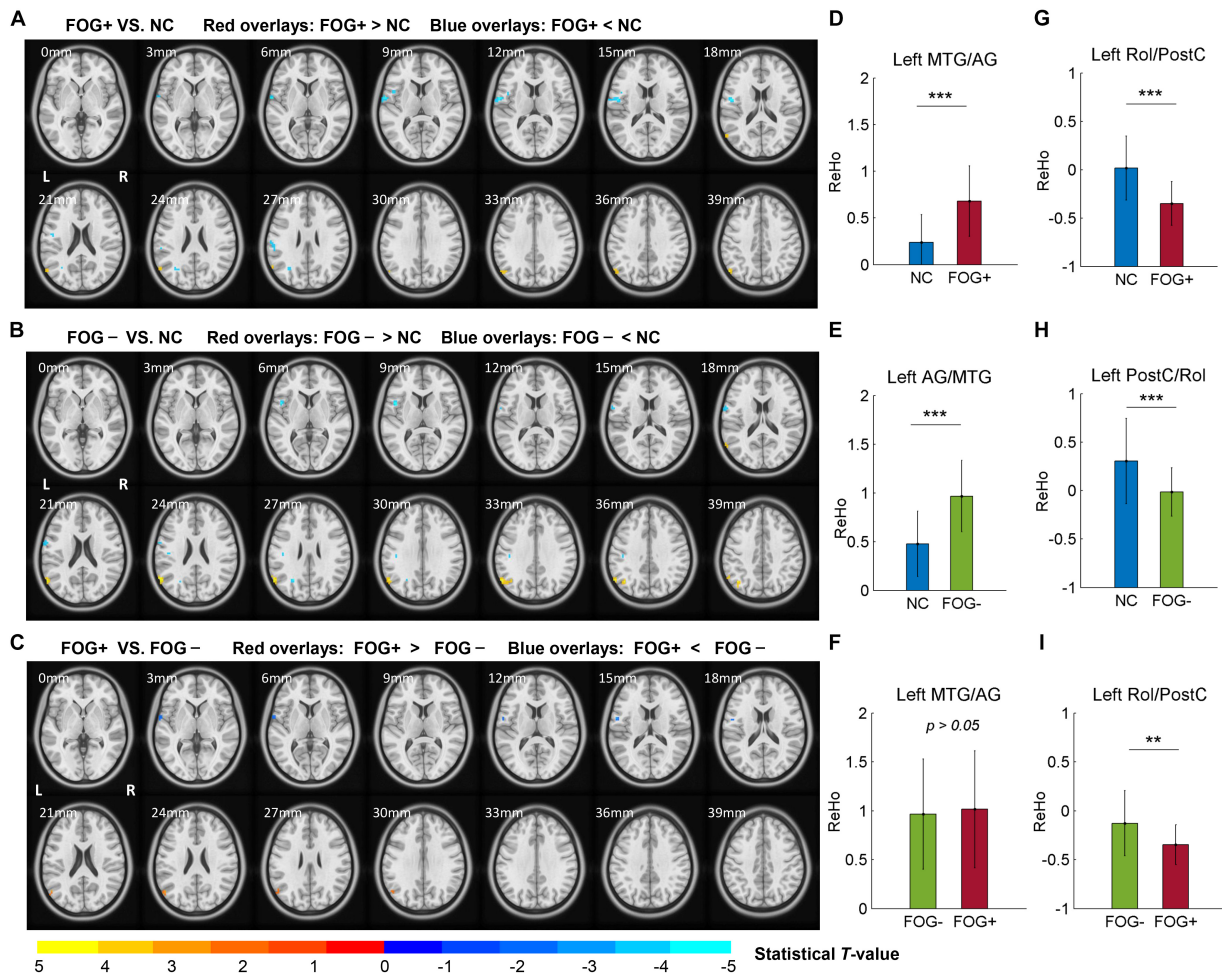 A FOG+ VS. NC Red overlays: FOG+ > NC Blue overlays: FOG+ < NC
0mm 3mm 6mm 9mm 12mm 15mm 18mm
L R
21mm 24mm 27mm 30mm 33mm 36mm 39mm
D
Left MTG/AG
***
2
1.5
1
0.5
0
ReHo
NC FOG+
G
Left Rol/PostC
***
1
0.5
0
-0.5
-1
ReHo
NC FOG+
B FOG – VS. NC Red overlays: FOG – > NC Blue overlays: FOG – < NC
0mm 3mm 6mm 9mm 12mm 15mm 18mm
L R
21mm 24mm 27mm 30mm 33mm 36mm 39mm
E
Left AG/MTG
***
2
1.5
1
0.5
0
ReHo
NC FOG-
H
Left PostC/Rol
***
1
0.5
0
-0.5
-1
ReHo
NC FOG-
C FOG+ VS. FOG – Red overlays: FOG+ > FOG – Blue overlays: FOG+ < FOG –
0mm 3mm 6mm 9mm 12mm 15mm 18mm
L R
21mm 24mm 27mm 30mm 33mm 36mm 39mm
F
Left MTG/AG
p > 0.05
2
1.5
1
0.5
0
ReHo
FOG- FOG+
I
Left Rol/PostC
**
1
0.5
0
-0.5
-1
ReHo
FOG- FOG+
5 4 3 2 1 0 -1 -2 -3 -4 -5
Statistical T-value